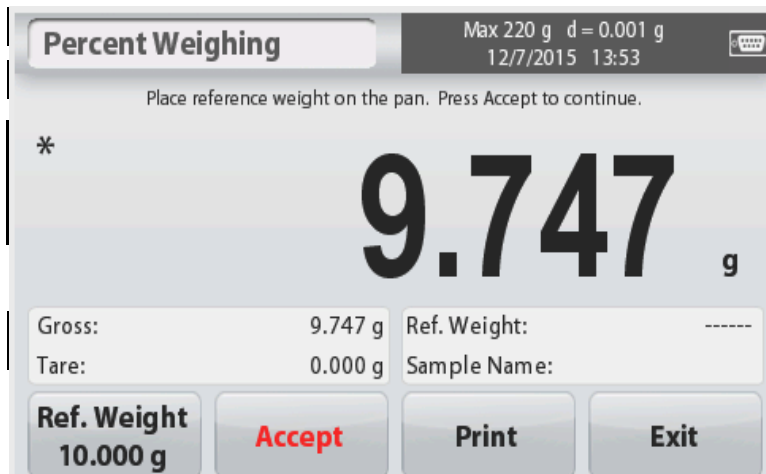 Percent Weighing
Max 220 g d = 0.001 g
12/7/2015 13:53
Place reference weight on the pan. Press Accept to continue.
*
9.747 g
Gross: 9.747 g
Tare: 0.000 g
Ref. Weight: ------
Sample Name:
Ref. Weight
10.000 g
Accept
Print
Exit